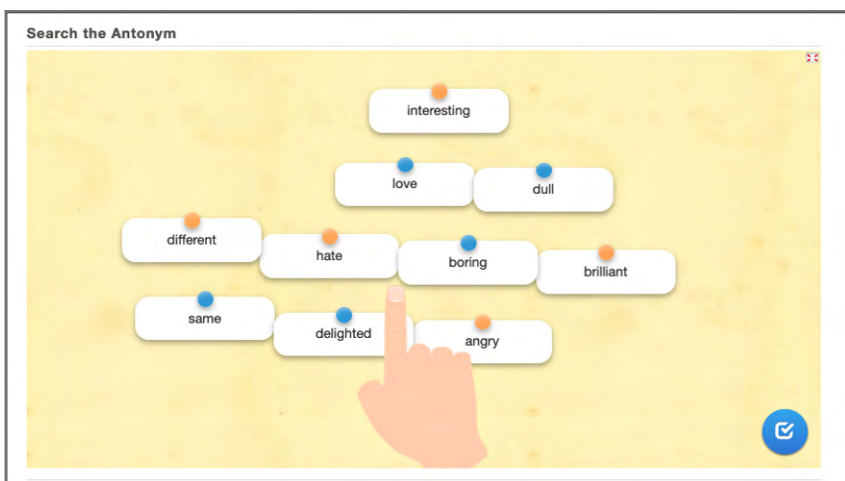 Search the Antonym
interesting
love
dull
different
hate
boring
brilliant
same
delighted
angry